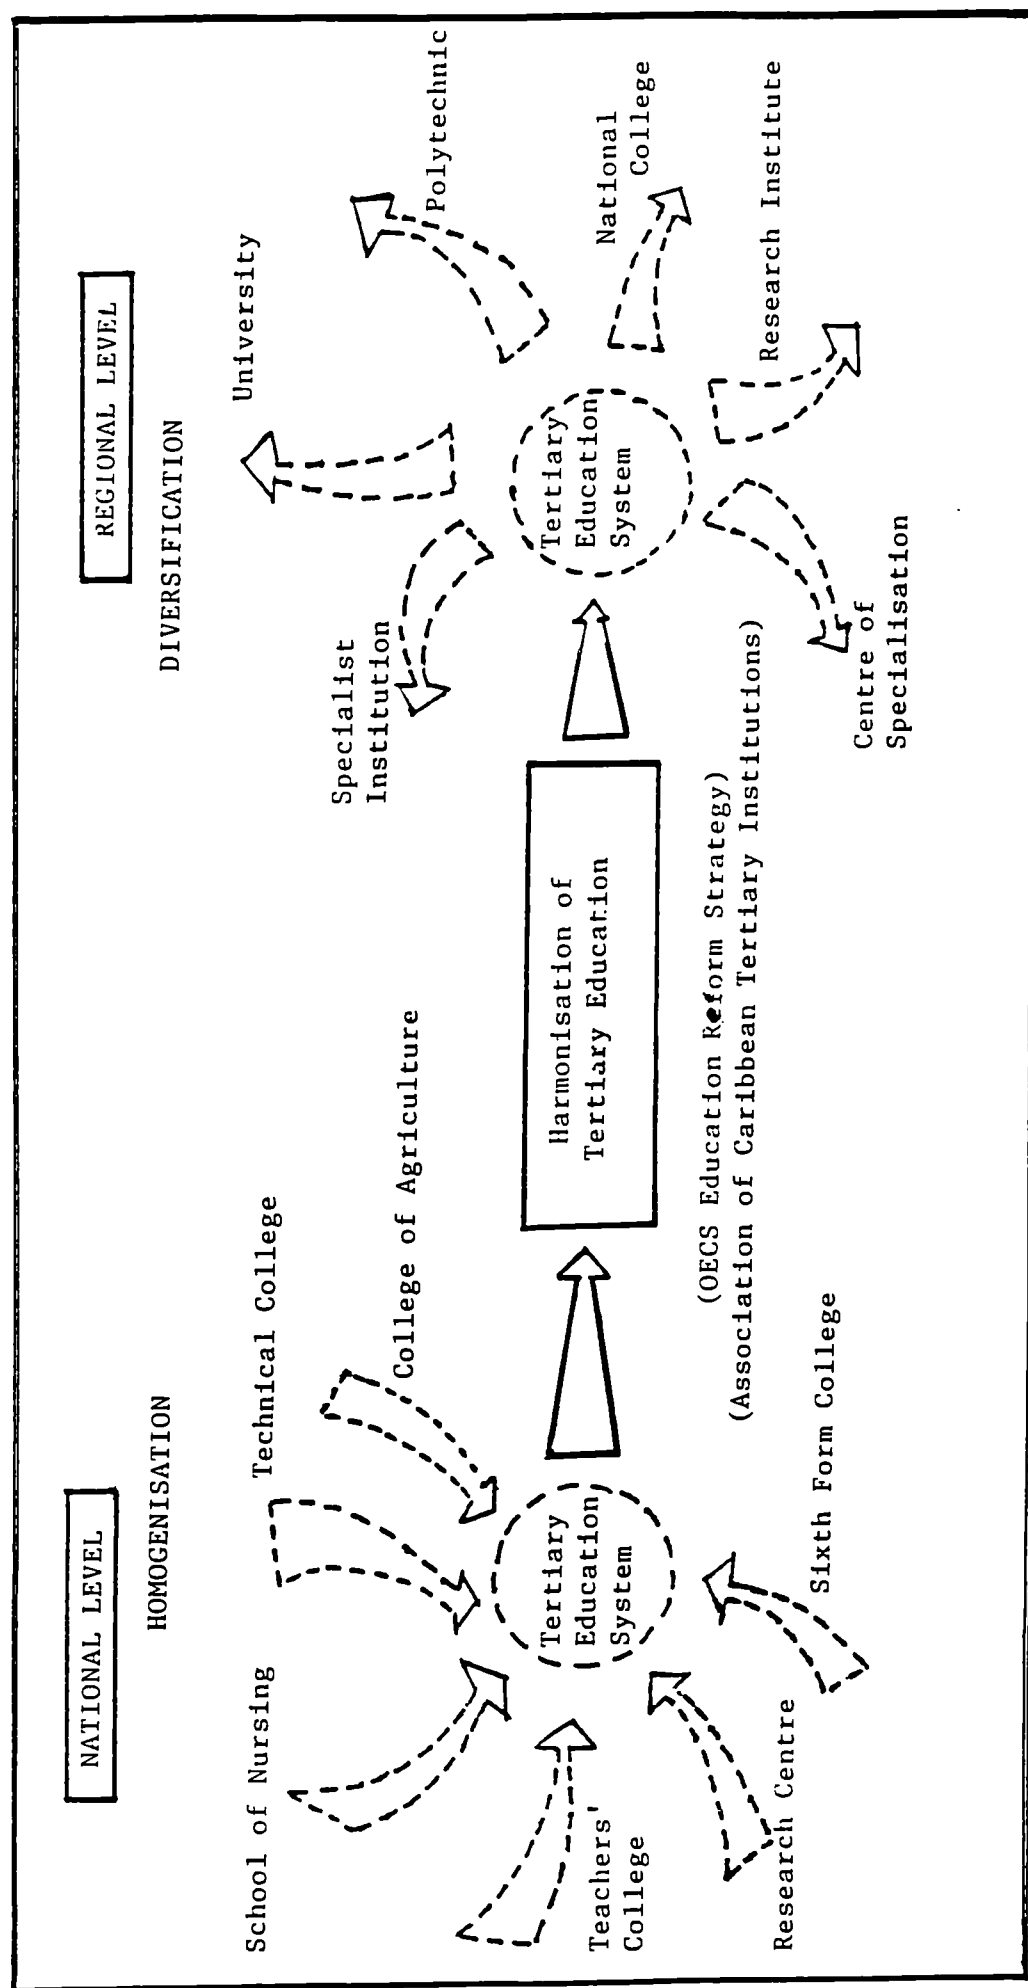 NATIONAL LEVEL
HOMOGENISATION
School of Nursing
Technical College
College of Agriculture
Teachers'
College
Tertiary
Education
System
Research Centre
Sixth Form College
Harmonisation of
Tertiary Education
(OECS Education Reform Strategy)
(Association of Caribbean Tertiary Institutions)
REGIONAL LEVEL
DIVERSIFICATION
Specialist
Institution
University
Polytechnic
Tertiary
Education
System
National
College
Research Institute
Centre of
Specialisation